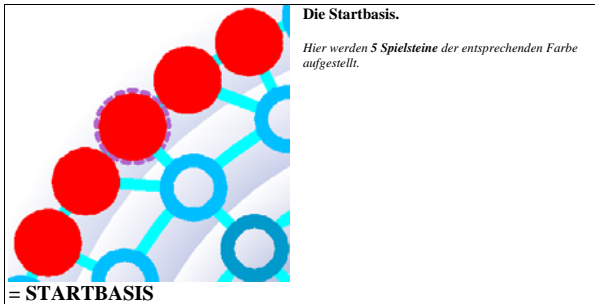 Die Startbasis.
Hier werden 5 Spielsteine der entsprechenden Farbe
aufgestellt.
= STARTBASIS